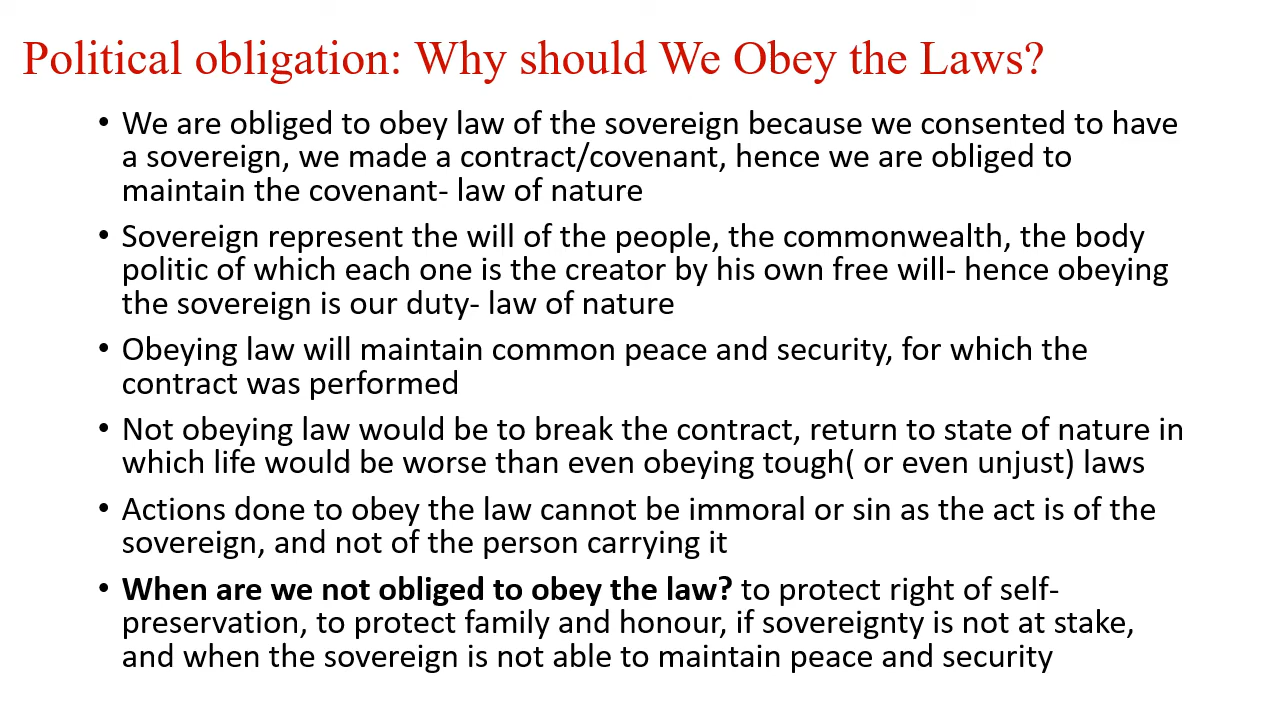 Political obligation: Why should We Obey the Laws?
• We are obliged to obey law of the sovereign because we consented to have
a sovereign, we made a contract/covenant, hence we are obliged to
maintain the covenant- law of nature
• Sovereign represent the will of the people, the commonwealth, the body
politic of which each one is the creator by his own free will- hence obeying
the sovereign is our duty- law of nature
• Obeying law will maintain common peace and security, for which the
contract was performed
• Not obeying law would be to break the contract, return to state of nature in
which life would be worse than even obeying tough( or even unjust) laws
• Actions done to obey the law cannot be immoral or sin as the act is of the
sovereign, and not of the person carrying it
• When are we not obliged to obey the law? to protect right of self-
preservation, to protect family and honour, if sovereignty is not at stake,
and when the sovereign is not able to maintain peace and security